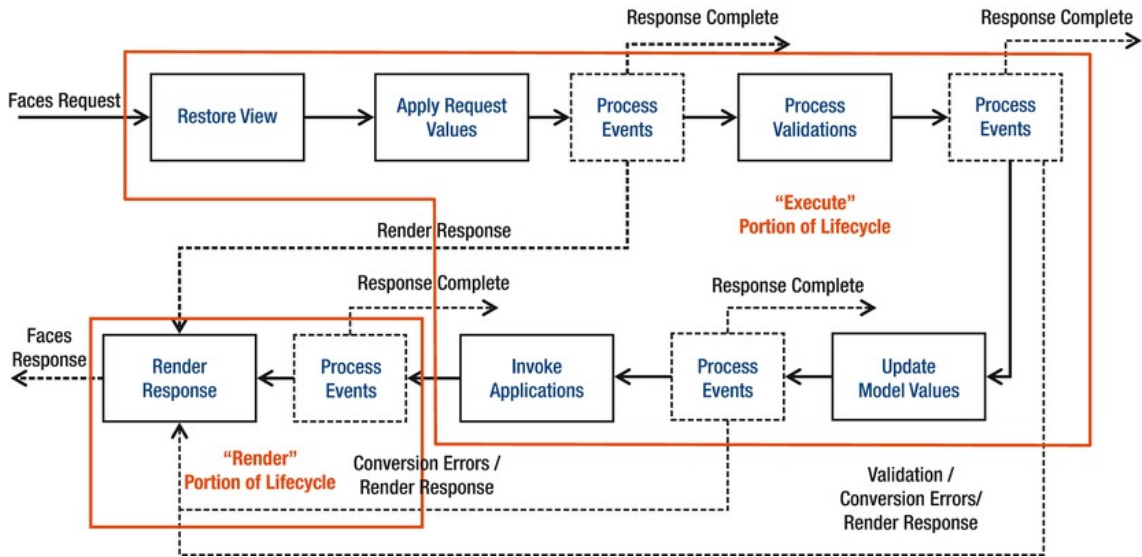 Response Complete
Response Complete
Faces Request
Restore View
Apply Request
Values
Process
Events
Process
Validations
Process
Events
“Execute”
Portion of Lifecycle
Render Response
Response Complete
Response Complete
Faces
Response
Render
Response
Process
Events
Invoke
Applications
Process
Events
Update
Model Values
“Render”
Portion of Lifecycle
Conversion Errors /
Render Response
Validation /
Conversion Errors/
Render Response